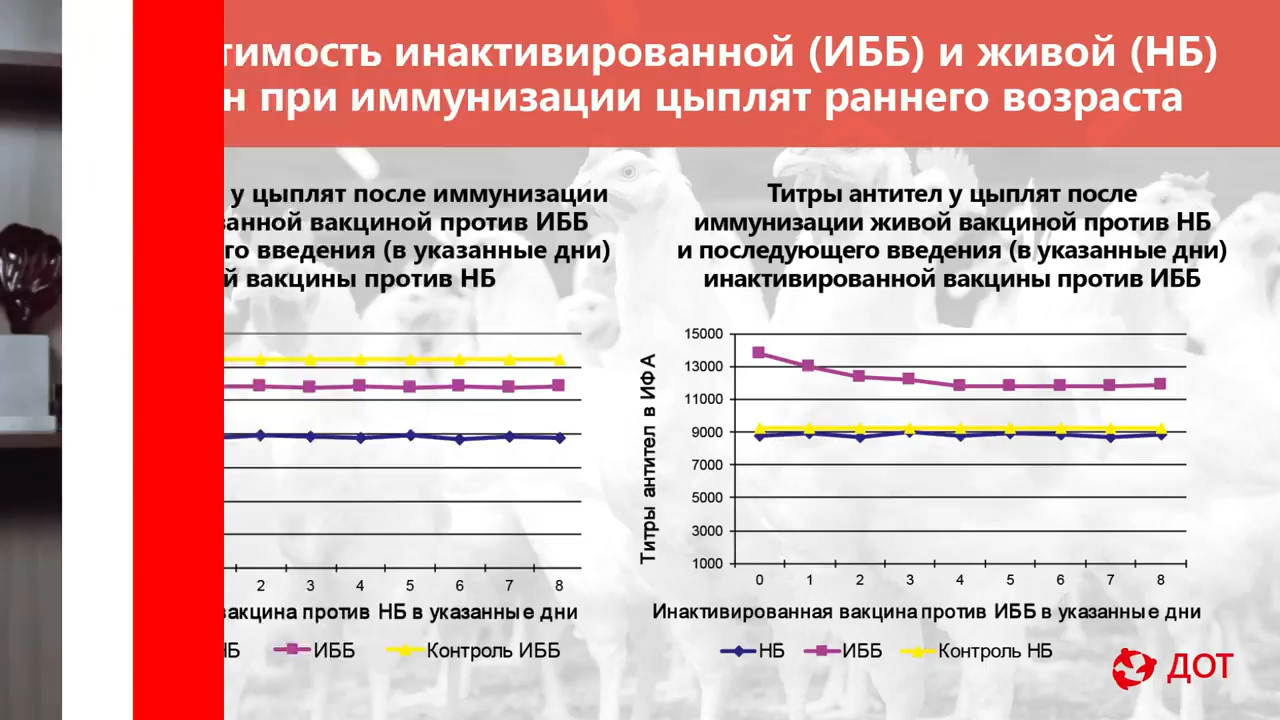 тимость инактивированной (ИББ) и живой (НБ)
н при иммунизации цыплят раннего возраста
у цыплят после иммунизации
ванной вакциной против ИББ
го введения (в указанные дни)
й вакцины против НБ
2 3 4 5 6 7 8
вакцина против НБ в указанные дни
НБ ИББ Контроль ИББ
Титры антител у цыплят после
иммунизации живой вакциной против НБ
и последующего введения (в указанные дни)
инактивированной вакцины против ИББ
Титры антител в ИФА
15000
13000
11000
9000
7000
5000
3000
1000
0 1 2 3 4 5 6 7 8
Инактивированная вакцина против ИББ в указанные дни
НБ ИББ Контроль НБ
ДОТ